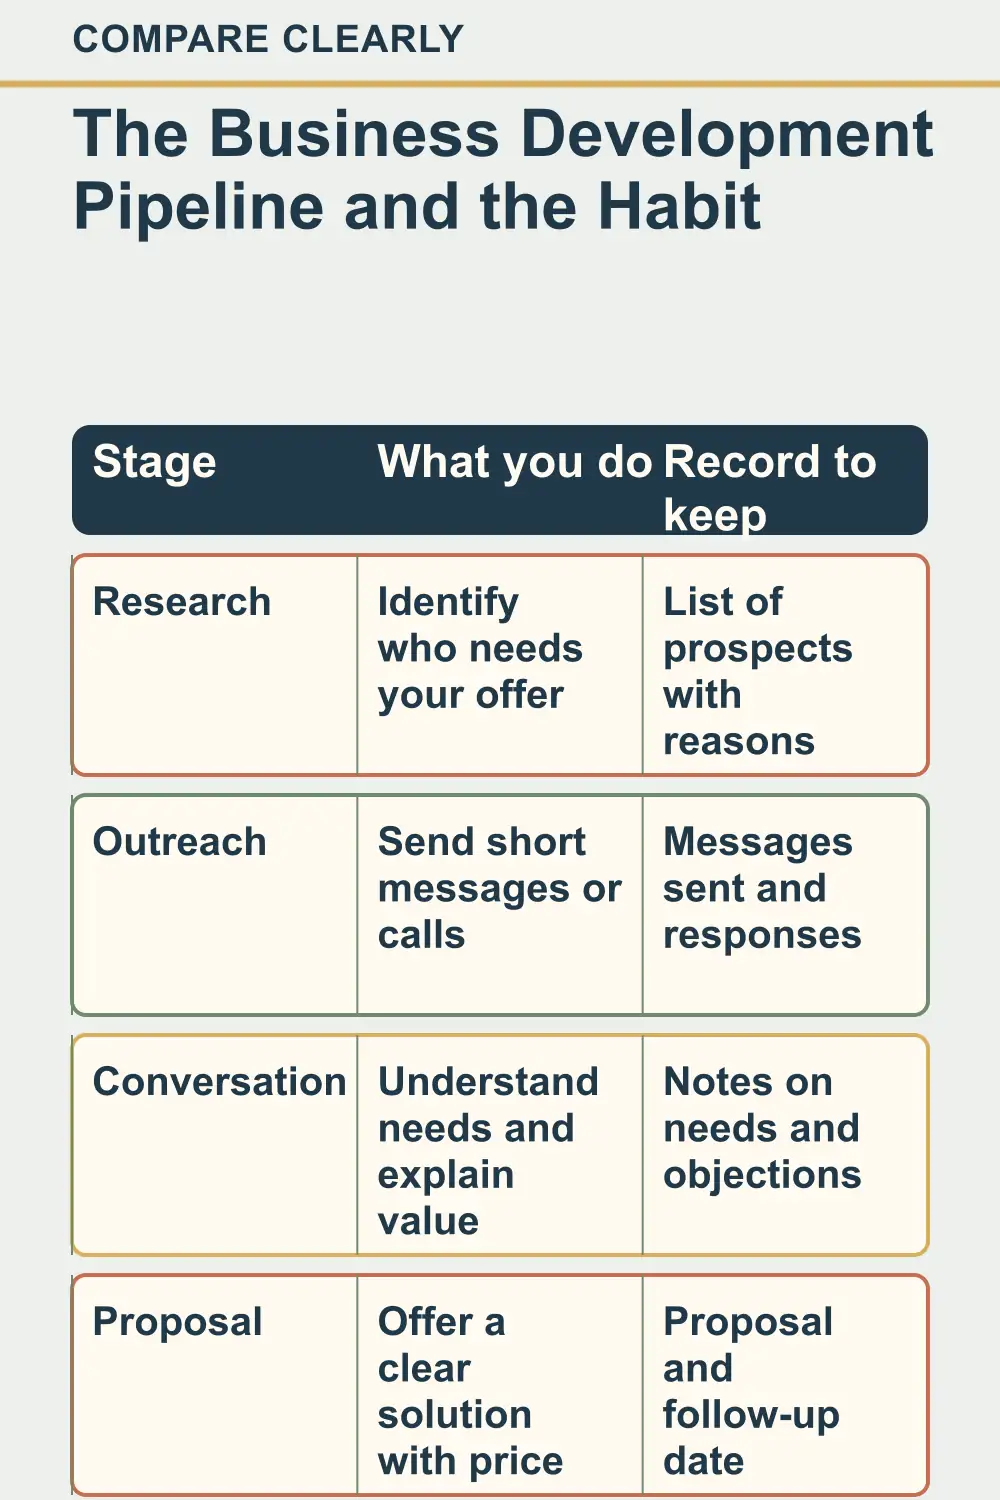 COMPARE CLEARLY
The Business Development
Pipeline and the Habit
Stage
What you do
Record to
keep
Research
Identify
who needs
your offer
List of
prospects
with
reasons
Outreach
Send short
messages or
calls
Messages
sent and
responses
Conversation
Understand
needs and
explain
value
Notes on
needs and
objections
Proposal
Offer a
clear
solution
with price
Proposal
and
follow-up
date